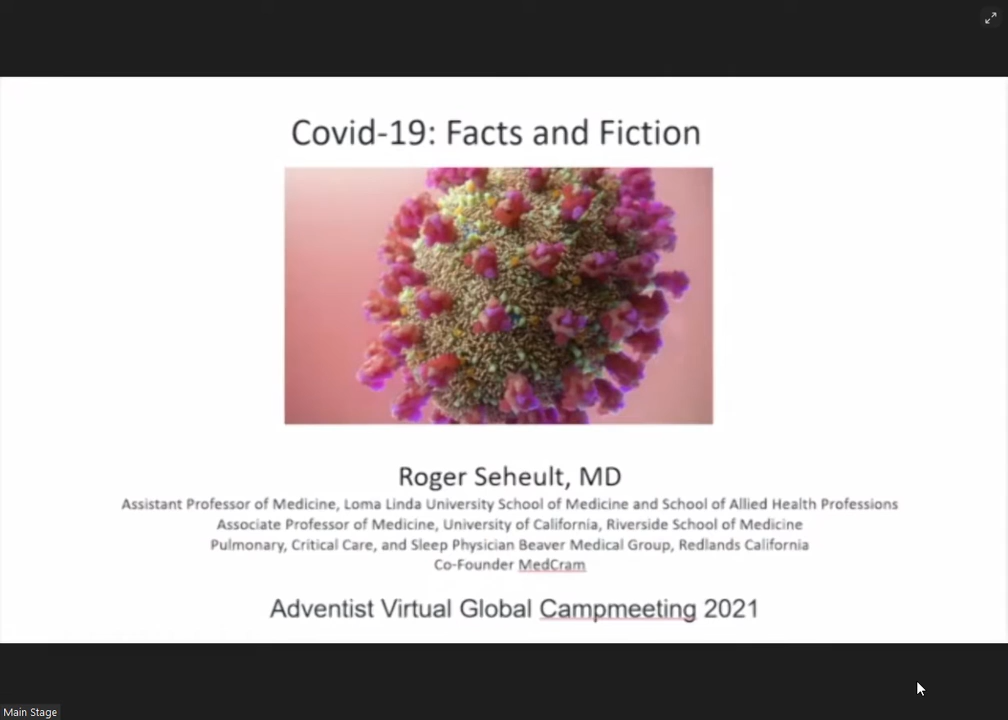 Covid-19: Facts and Fiction
Roger Seheult, MD
Assistant Professor of Medicine, Loma Linda University School of Medicine and School of Allied Health Professions
Associate Professor of Medicine, University of California, Riverside School of Medicine
Pulmonary, Critical Care, and Sleep Physician Beaver Medical Group, Redlands California
Co-Founder MedCram
Adventist Virtual Global Campmeeting 2021
Main Stage